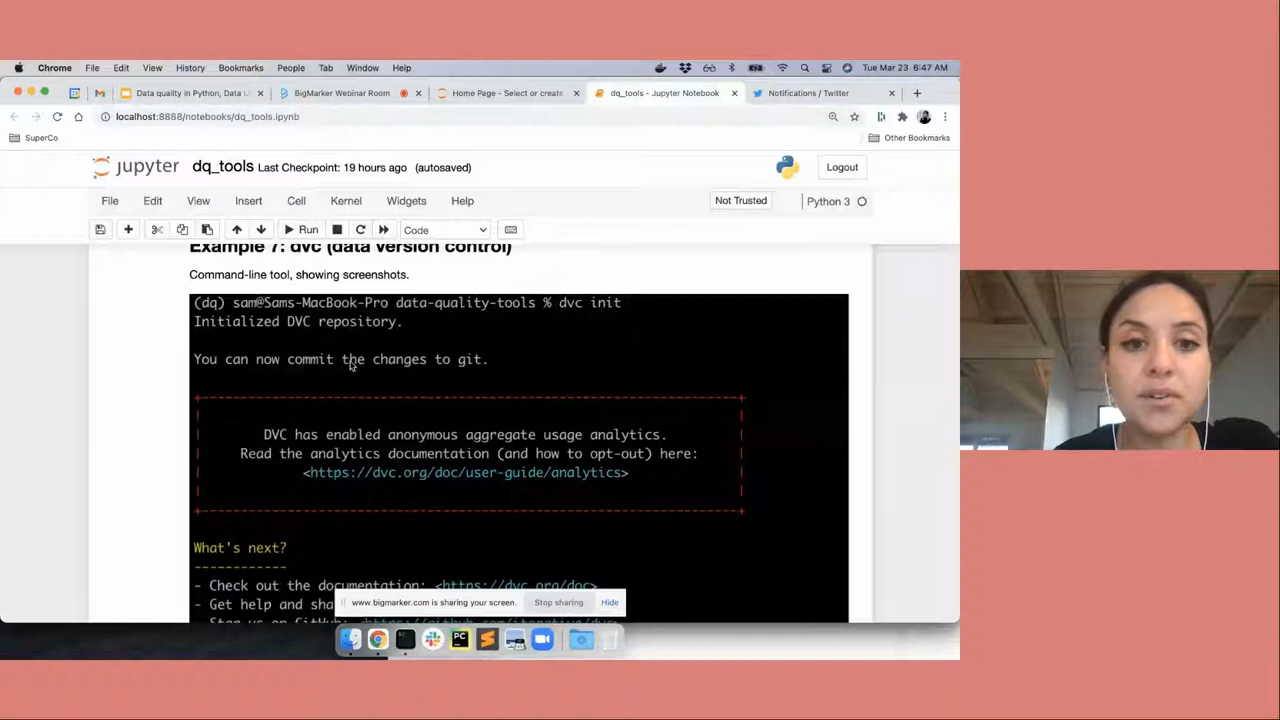 Chrome File Edit View History Bookmarks People Tab Window Help Tue Mar 23 6:47 AM
Data quality in Python, Data L BigMarker Webinar Room Home Page - Select or create dq_tools - Jupyter Notebook Notifications / Twitter
localhost:8888/notebooks/dq_tools.ipynb
SuperCo Other Bookmarks
jupyter dq_tools Last Checkpoint: 19 hours ago (autosaved) Logout
File Edit View Insert Cell Kernel Widgets Help Not Trusted Python 3
Run Code
Example 7: dvc (data version control)
Command-line tool, showing screenshots.
(dq) sam@Sams-MacBook-Pro data-quality-tools % dvc init
Initialized DVC repository.
You can now commit the changes to git.
DVC has enabled anonymous aggregate usage analytics.
Read the analytics documentation (and how to opt-out) here:
<https://dvc.org/doc/user-guide/analytics>
What's next?
------------
- Check out the documentation: <https://dvc.org/doc>
- Get help and sha
www.bigmarker.com is sharing your screen. Stop sharing Hide
PC